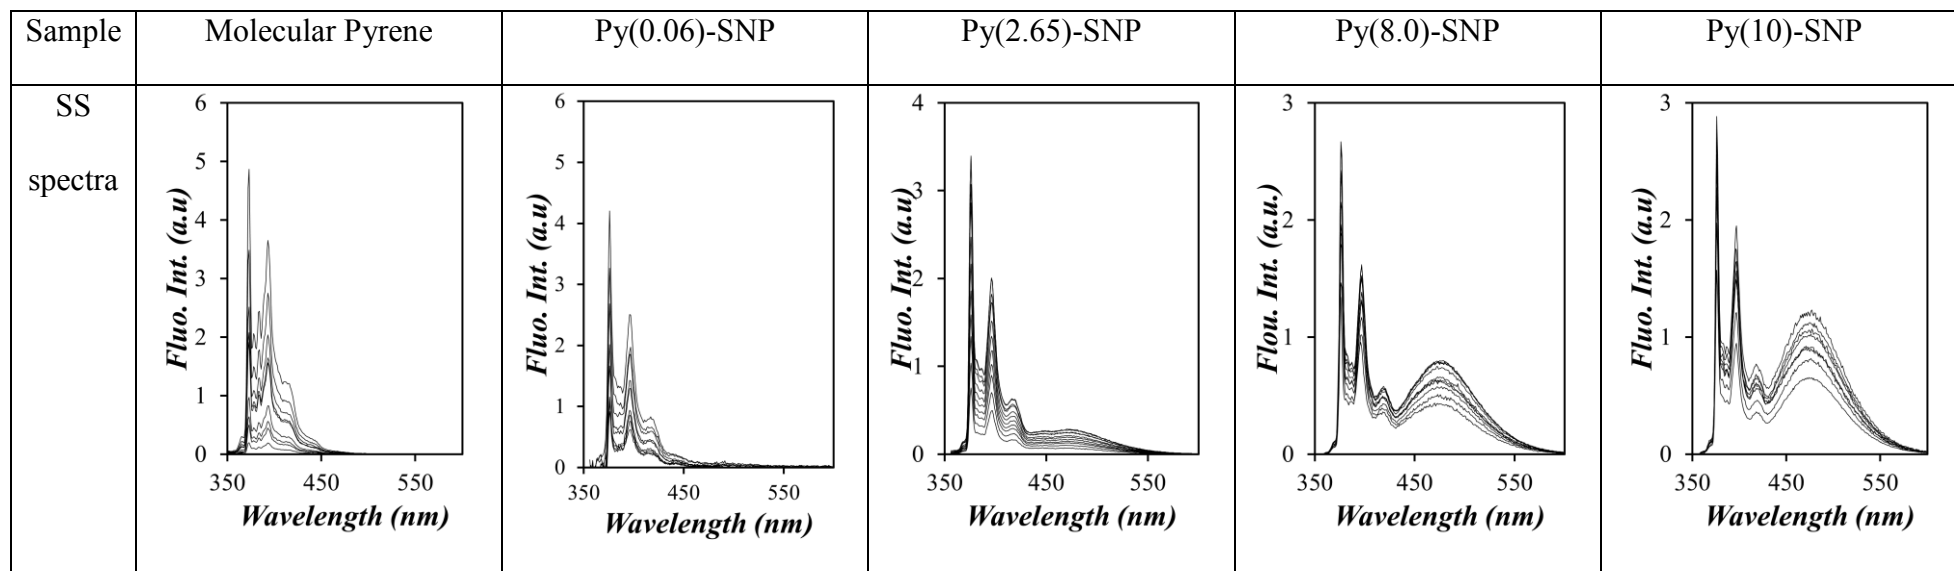 Sample Molecular Pyrene Py(0.06)-SNP Py(2.65)-SNP Py(8.0)-SNP Py(10)-SNP
SS
spectra
6
5
4
3
2
1
0
350 450 550
Fluo. Int. (a.u)
Wavelength (nm)
6
5
4
3
2
1
0
350 450 550
Fluo. Int. (a.u)
Wavelength (nm)
4
3
2
1
0
350 450 550
Fluo. Int. (a.u)
Wavelength (nm)
3
2
1
0
350 450 550
Flou. Int. (a.u.)
Wavelength (nm)
3
2
1
0
350 450 550
Fluo. Int. (a.u.)
Wavelength (nm)